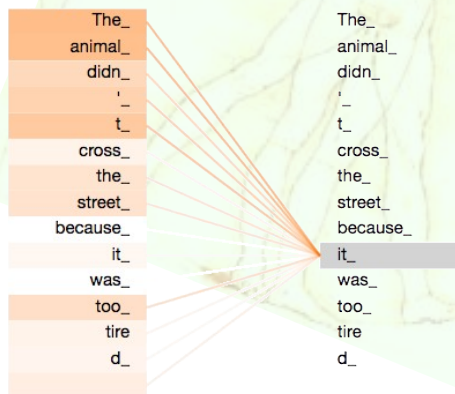 The_ The_
animal_ animal_
didn_ didn_
'_ '_
t_ t_
cross_ cross_
the_ the_
street_ street_
because_ because_
it_ it_
was_ was_
too_ too_
tire tire
d_ d_